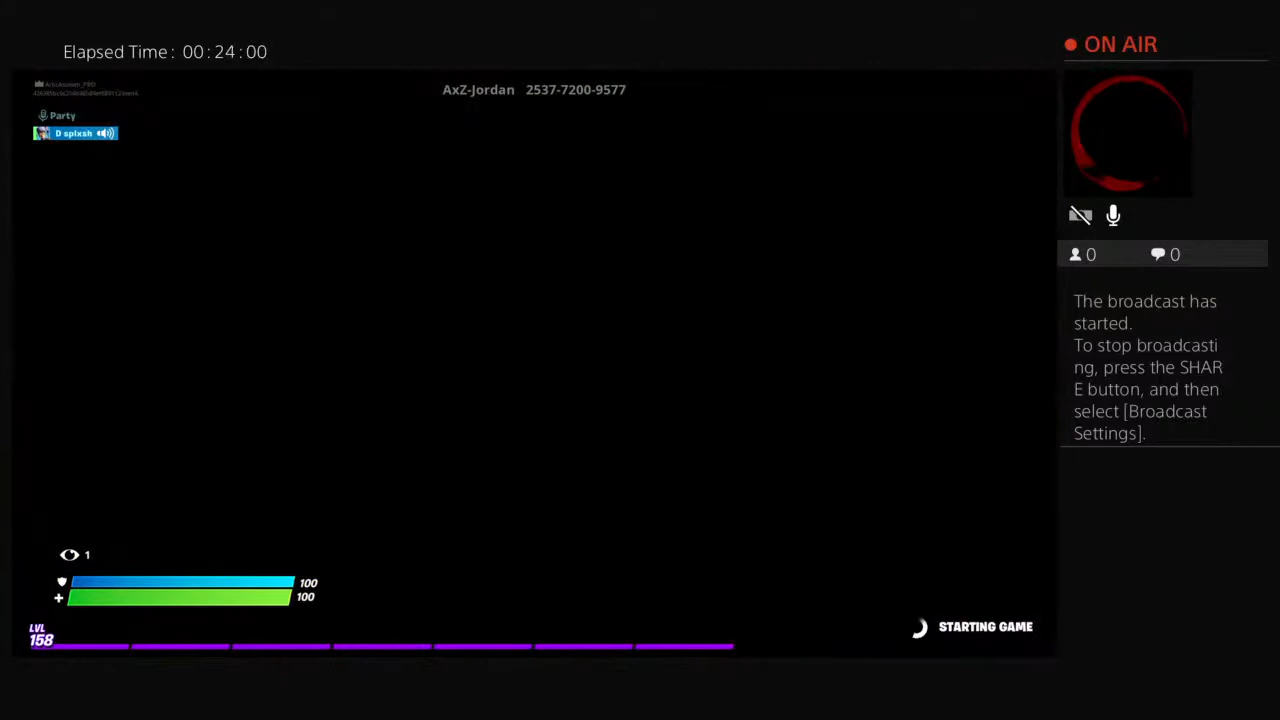 Elapsed Time: 00:24:00
ON AIR
AxZ-Jordan 2537-7200-9577
Party
D splxsh
0 0
The broadcast has
started.
To stop broadcasti
ng, press the SHAR
E button, and then
select [Broadcast
Settings].
1
100
100
LVL
158
STARTING GAME